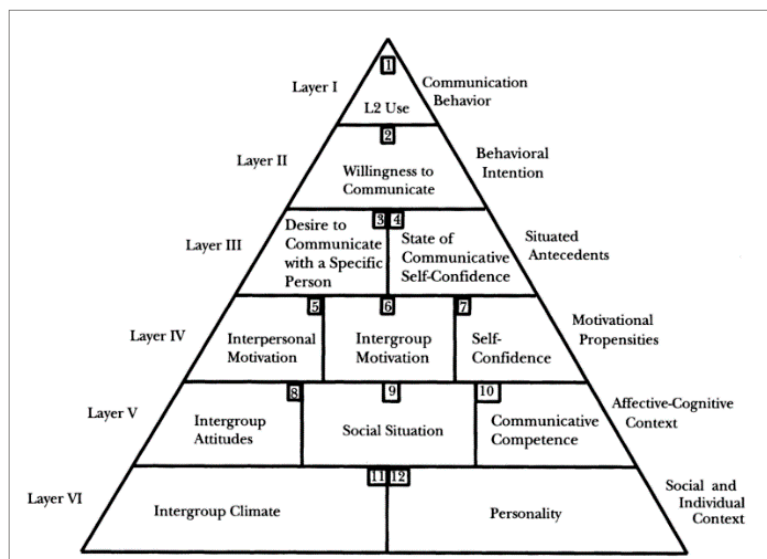 1
Layer I
Communication
Behavior
L2 Use
2
Layer II
Willingness to
Communicate
Behavioral
Intention
3 4
Layer III
Desire to
Communicate
with a Specific
Person
State of
Communicative
Self-Confidence
Situated
Antecedents
5 6 7
Layer IV
Interpersonal
Motivation
Intergroup
Motivation
Self-
Confidence
Motivational
Propensities
8 9 10
Layer V
Intergroup
Attitudes
Social Situation
Communicative
Competence
Affective-Cognitive
Context
11 12
Layer VI
Intergroup Climate
Personality
Social and
Individual
Context